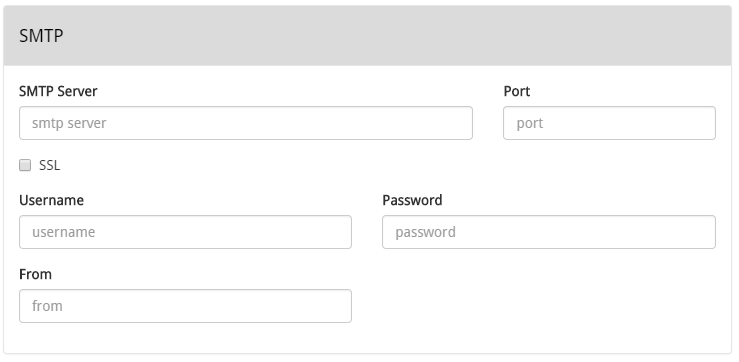 SMTP
SMTP Server Port
smtp server port
SSL
Username Password
username password
From
from